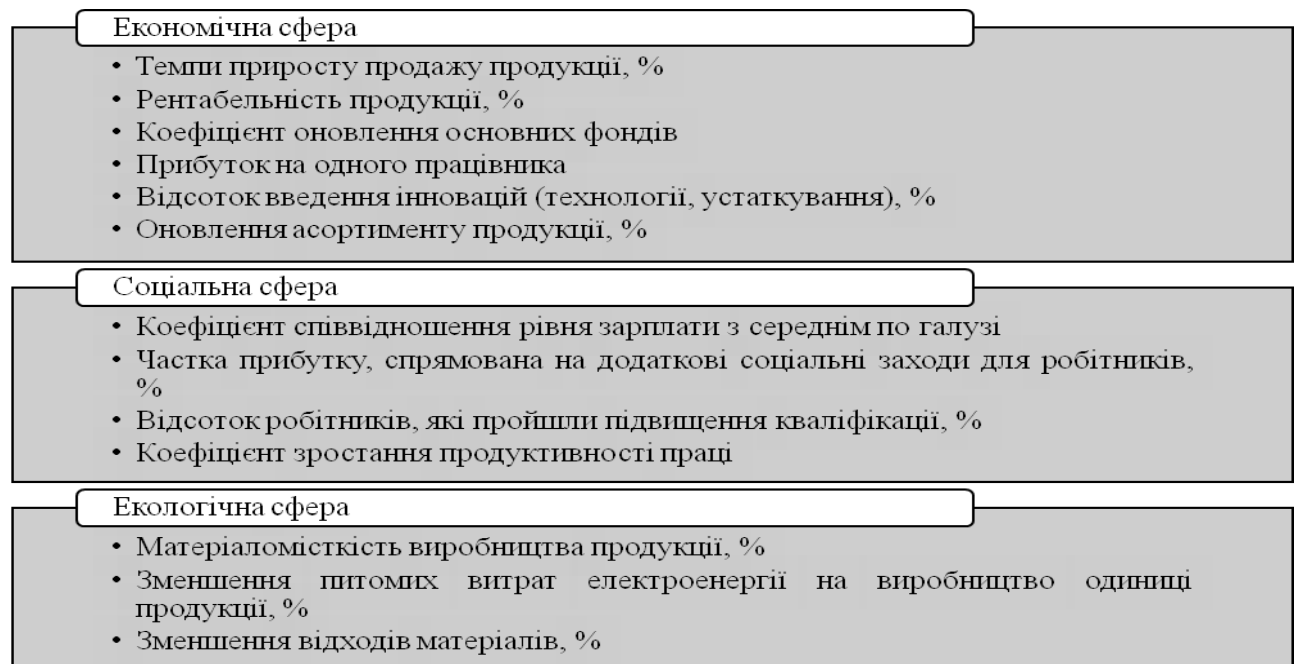 Економічна сфера
• Темпи приросту продажу продукції, %
• Рентабельність продукції, %
• Коефіцієнт оновлення основних фондів
• Прибуток на одного працівника
• Відсоток введення інновацій (технології, устаткування), %
• Оновлення асортименту продукції, %
Соціальна сфера
• Коефіцієнт співвідношення рівня зарплати з середнім по галузі
• Частка прибутку, спрямована на додаткові соціальні заходи для робітників,
%
• Відсоток робітників, які пройшли підвищення кваліфікації, %
• Коефіцієнт зростання продуктивності праці
Екологічна сфера
• Матеріаломісткість виробництва продукції, %
• Зменшення питомих витрат електроенергії на виробництво одиниці
продукції, %
• Зменшення відходів матеріалів, %